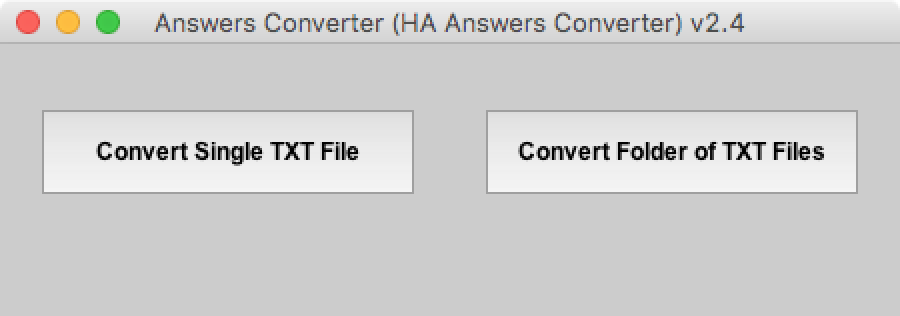 Answers Converter (HA Answers Converter) v2.4
Convert Single TXT File
Convert Folder of TXT Files